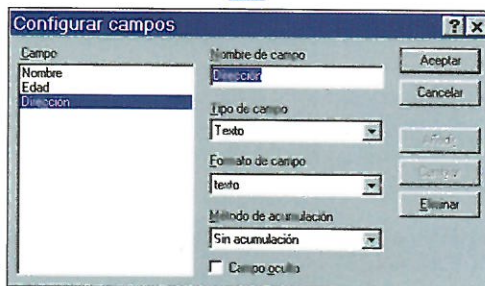 Configurar campos
Campo
Nombre
Edad
Dirección
Nombre de campo
Dirección
Tipo de campo
Texto
Formato de campo
texto
Método de acumulación
Sin acumulación
Campo oculto
Aceptar
Cancelar
Añadir
Eliminar